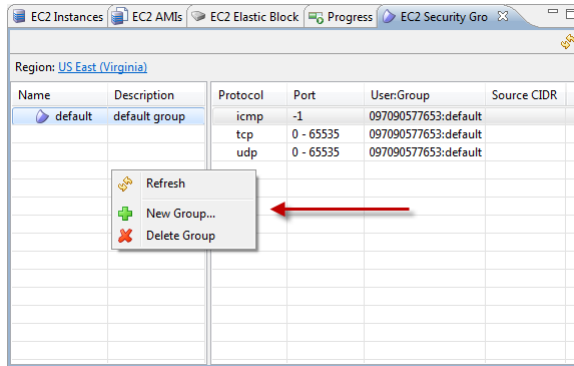 EC2 Instances EC2 AMIs EC2 Elastic Block Progress EC2 Security Gro
Region: US East (Virginia)
Name Description Protocol Port User:Group Source CIDR
default default group icmp -1 097090577653:default
tcp 0 - 65535 097090577653:default
udp 0 - 65535 097090577653:default
Refresh
New Group...
Delete Group